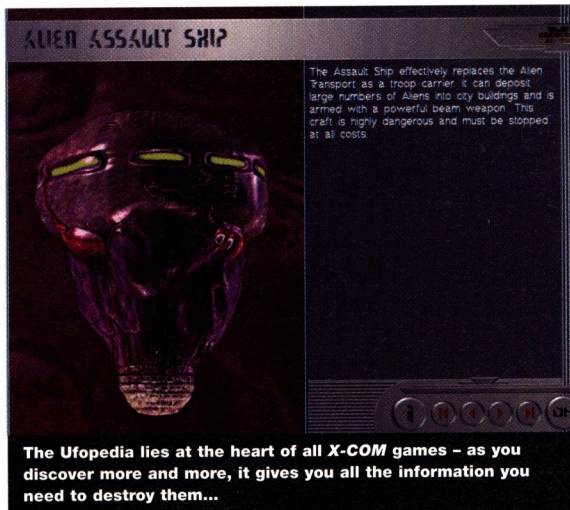 ALIEN ASSAULT SHIP
The Assault Ship effectively replaces the Alien
Transport as a troop carrier. It can deposit
large numbers of Aliens into city buildings and is
armed with a powerful beam weapon. This
craft is highly dangerous and must be stopped
at all costs.
i
The Ufopedia lies at the heart of all X-COM games – as you
discover more and more, it gives you all the information you
need to destroy them...